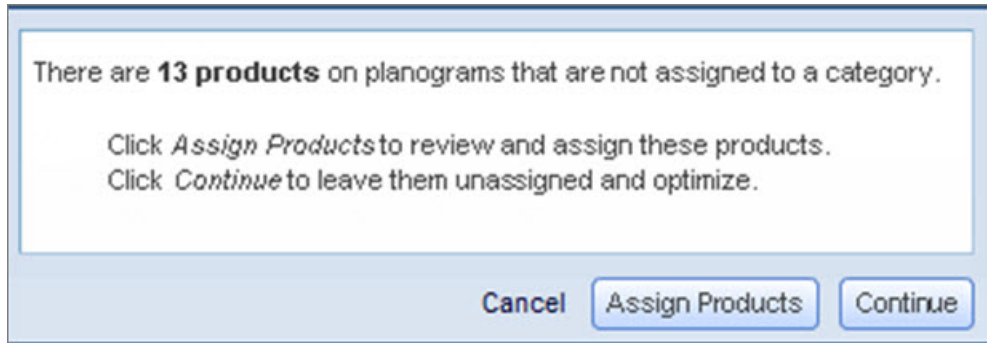 There are 13 products on planograms that are not assigned to a category.
Click Assign Products to review and assign these products.
Click Continue to leave them unassigned and optimize.
Cancel Assign Products Continue